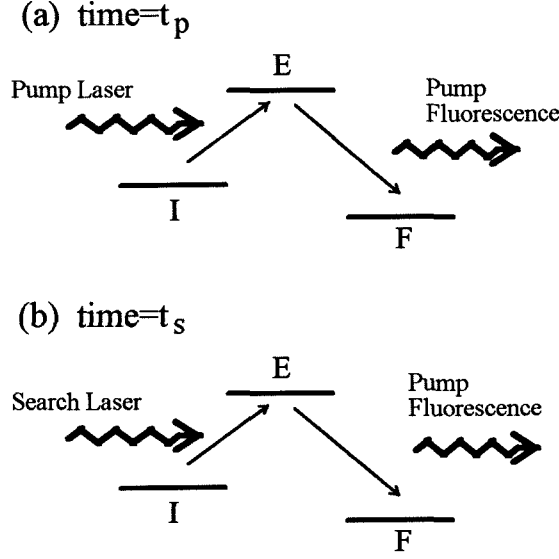 (a) time=tp
E
Pump Laser
Pump
Fluorescence
I
F
(b) time=ts
E
Search Laser
Pump
Fluorescence
I
F